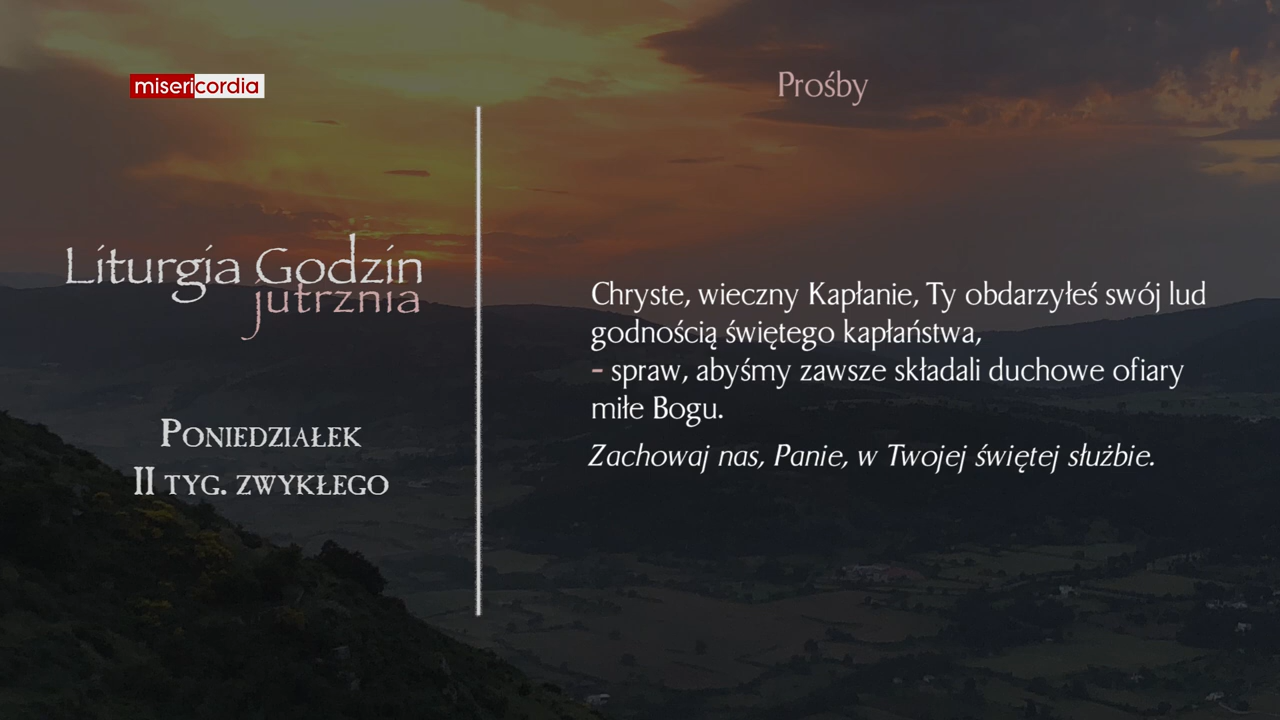 misericordia
Liturgia Godzin
jutrznia
Poniedziałek
II tyg. zwykłego
Prośby
Chryste, wieczny Kapłanie, Ty obdarzyłeś swój lud
godnością świętego kapłaństwa,
- spraw, abyśmy zawsze składali duchowe ofiary
miłe Bogu.
Zachowaj nas, Panie, w Twojej świętej służbie.